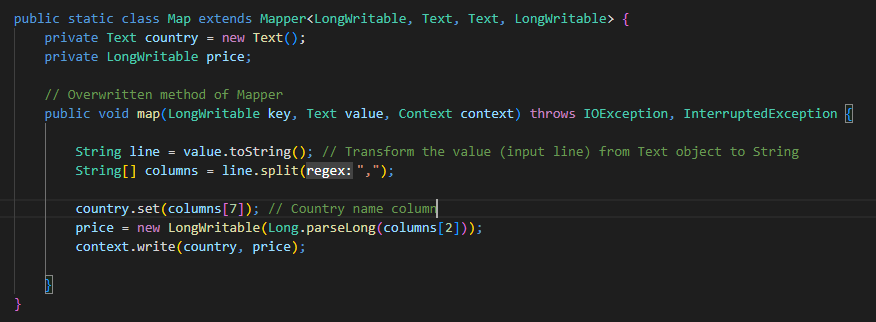 public static class Map extends Mapper<LongWritable, Text, Text, LongWritable> {
    private Text country = new Text();
    private LongWritable price;

    // Overwritten method of Mapper
    public void map(LongWritable key, Text value, Context context) throws IOException, InterruptedException {

        String line = value.toString(); // Transform the value (input line) from Text object to String
        String[] columns = line.split(regex: ",");

        country.set(columns[7]); // Country name column
        price = new LongWritable(Long.parseLong(columns[2]));
        context.write(country, price);

    }
}